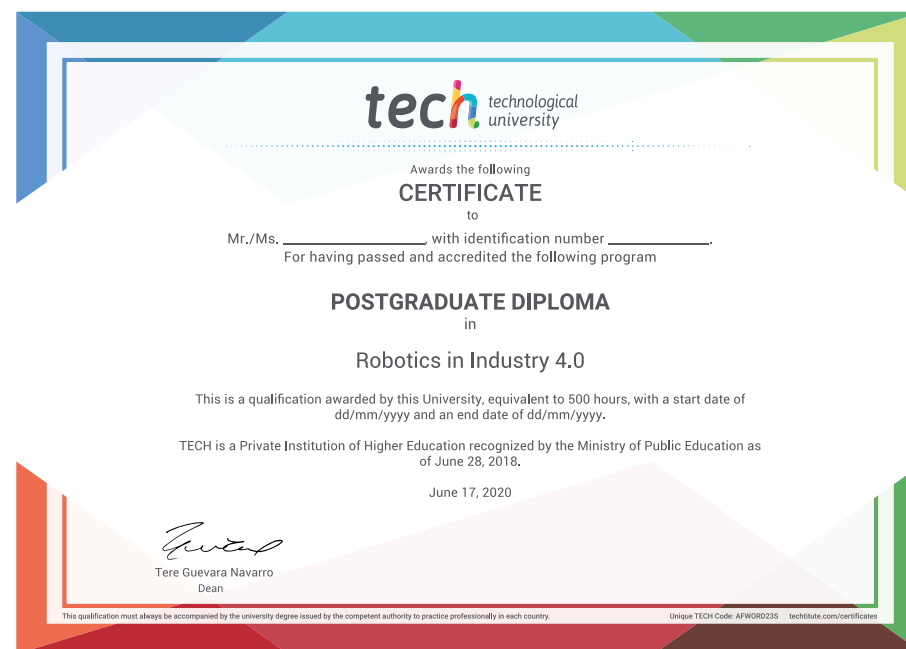 tech technological
university
Awards the following
CERTIFICATE
to
Mr./Ms. ____________________, with identification number ______________.
For having passed and accredited the following program
POSTGRADUATE DIPLOMA
in
Robotics in Industry 4.0
This is a qualification awarded by this University, equivalent to 500 hours, with a start date of
dd/mm/yyyy and an end date of dd/mm/yyyy.
TECH is a Private Institution of Higher Education recognized by the Ministry of Public Education as
of June 28, 2018.
June 17, 2020
Tere Guevara Navarro
Dean
This qualification must always be accompanied by the university degree issued by the competent authority to practice professionally in each country. Unique TECH Code: AFWORD23S techtitute.com/certificates